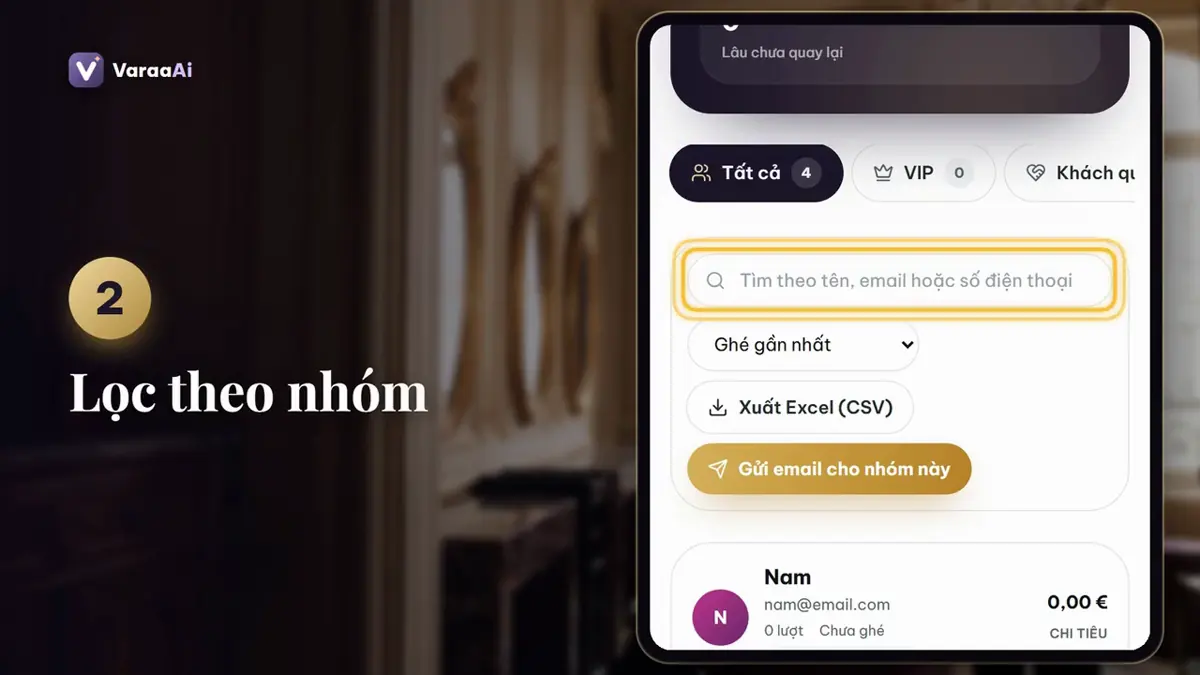 VaraaAi
2
Lọc theo nhóm
Lâu chưa quay lại
Tất cả 4
VIP 0
Khách qu
Tìm theo tên, email hoặc số điện thoại
Ghé gần nhất
Xuất Excel (CSV)
Gửi email cho nhóm này
N
Nam
nam@email.com
0 lượt Chưa ghé
0,00 €
CHI TIÊU